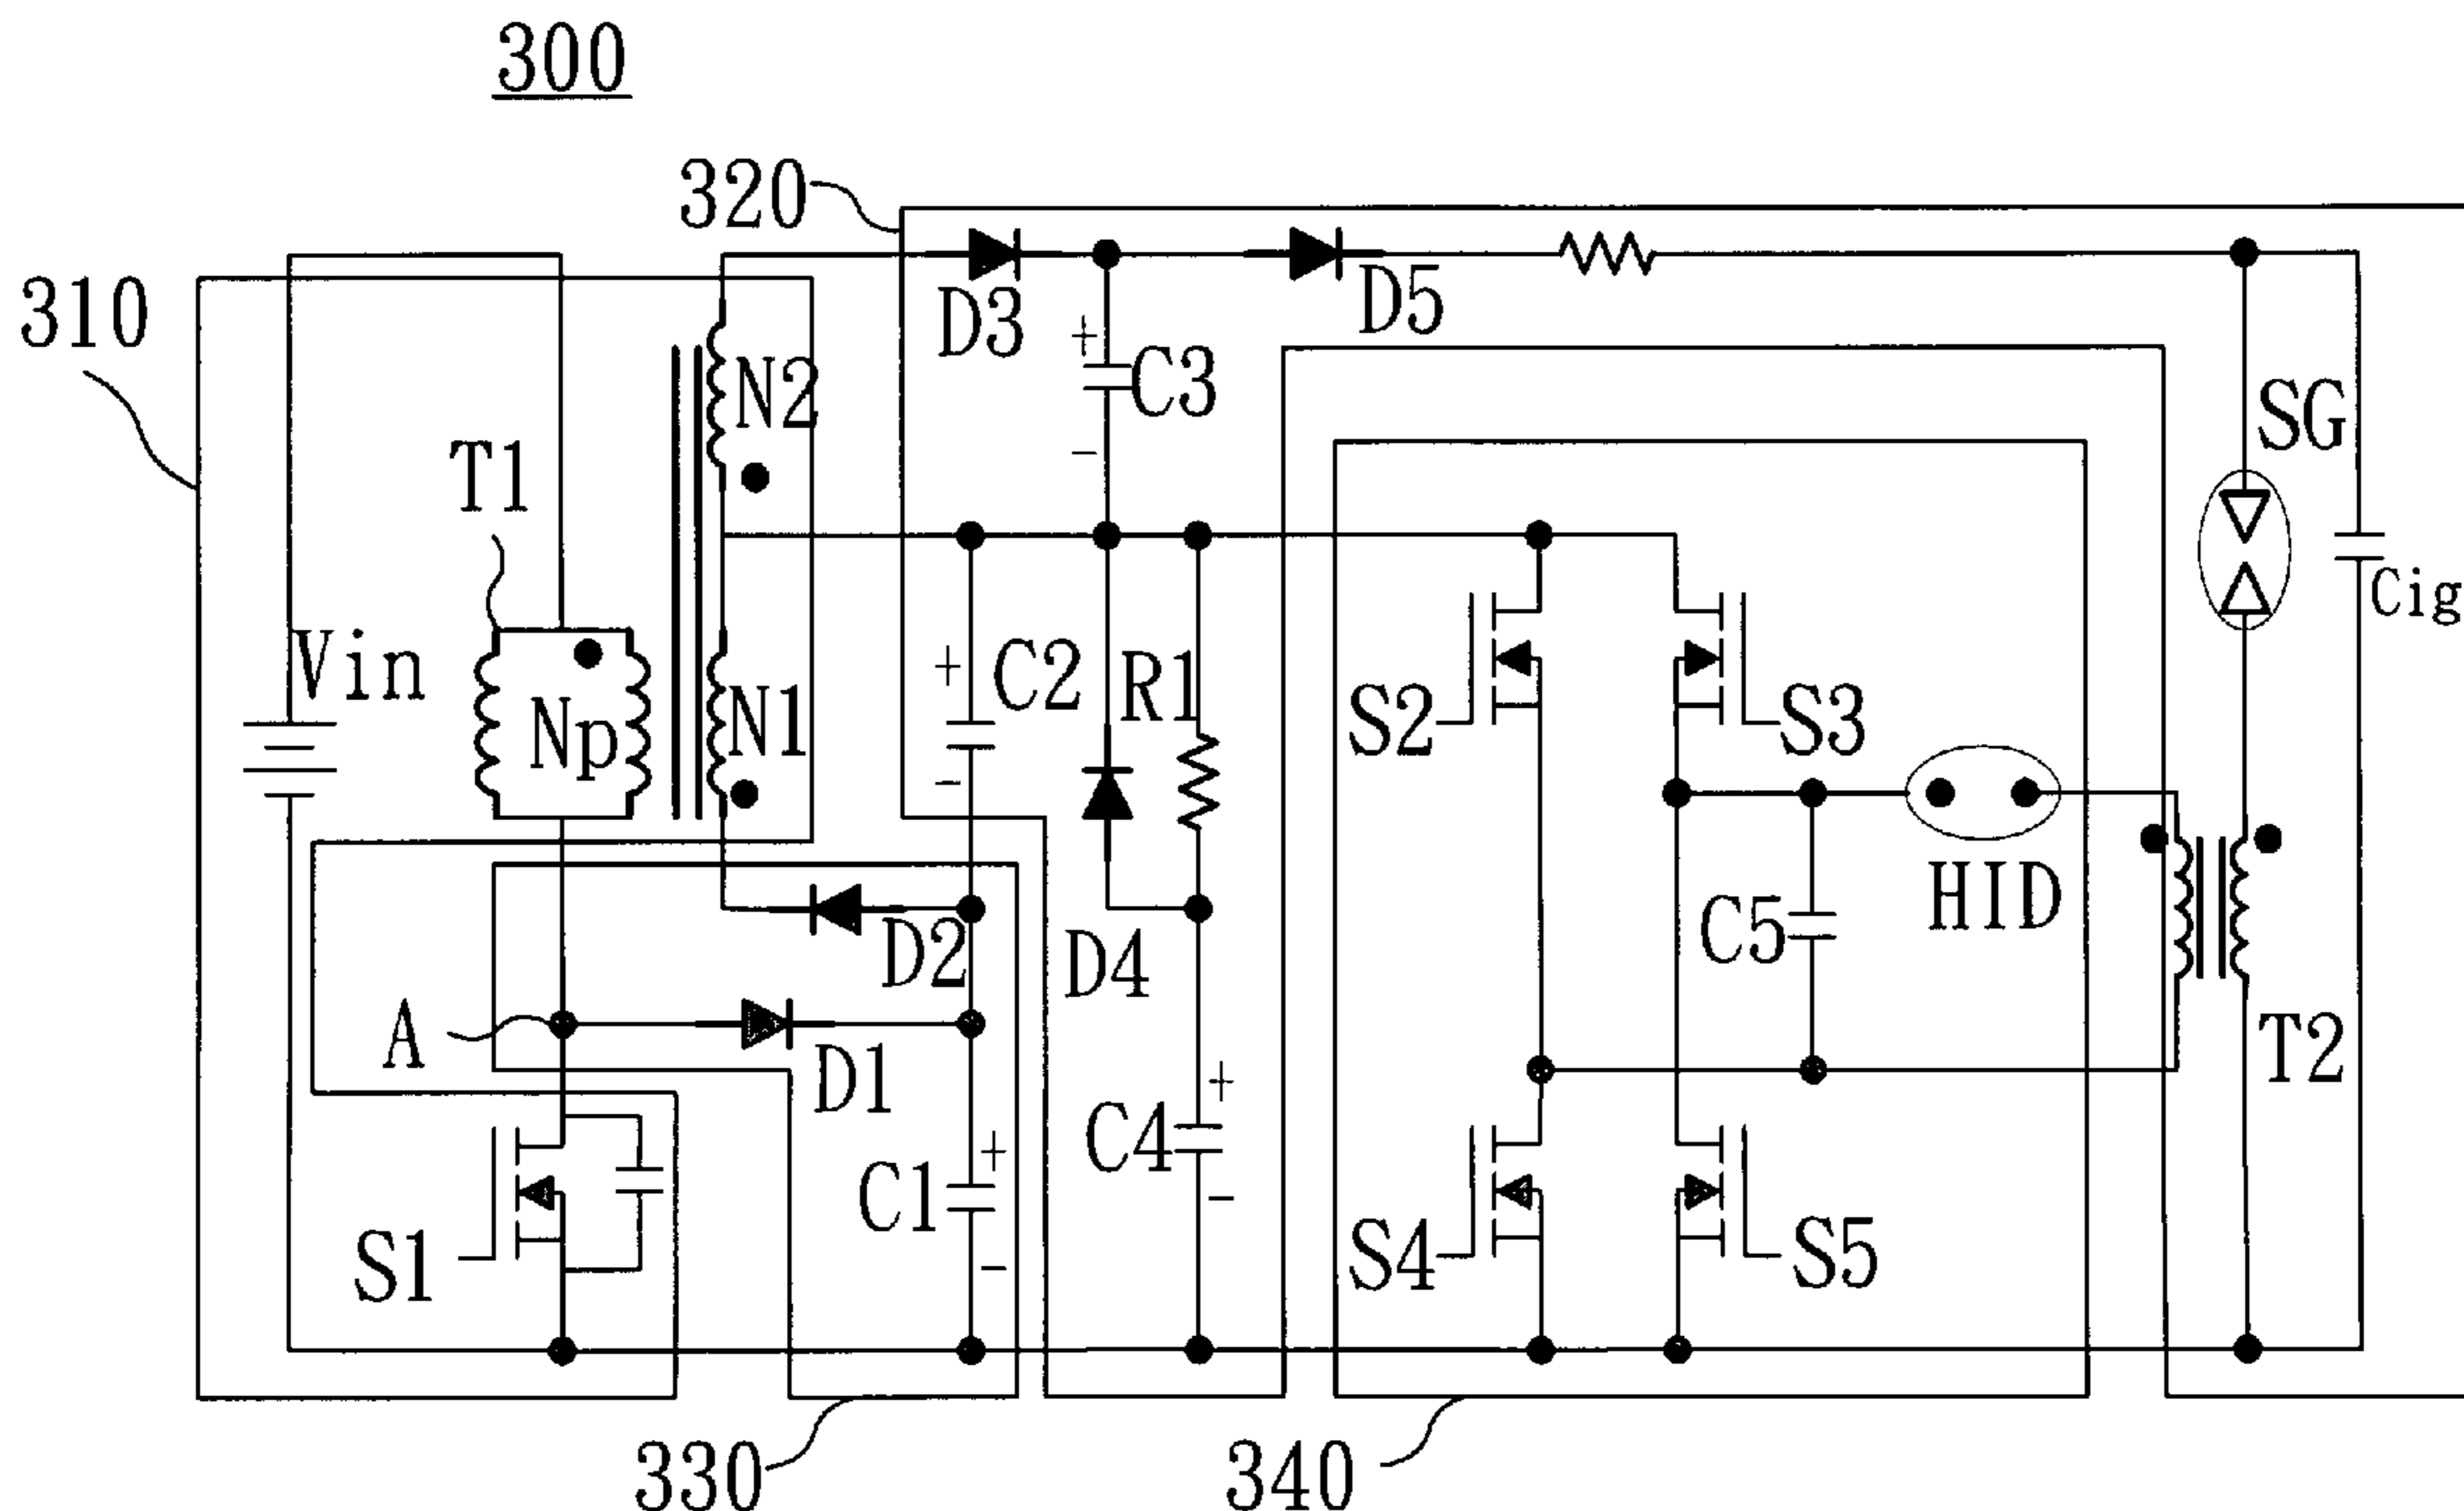 300
320
310
D3
D5
C3
N2
SG
T1
Cig
Vin
C2
R1
Np
N1
S2
S3
HID
D2
D4
C5
A
D1
T2
C1
C4
S1
S4
S5
330
340